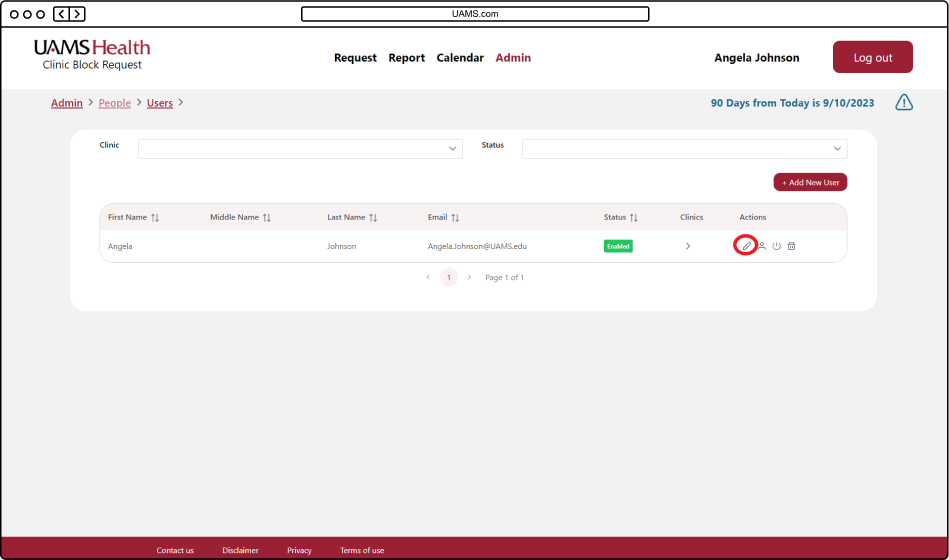 UAMS.com
UAMS Health
Clinic Block Request
Request Report Calendar Admin
Angela Johnson
Log out
Admin > People > Users >
90 Days from Today is 9/10/2023
Clinic
Status
+ Add New User
First Name Middle Name Last Name Email Status Clinics Actions
Angela Johnson Angela.Johnson@UAMS.edu Enabled
< 1 > Page 1 of 1
Contact us Disclaimer Privacy Terms of use